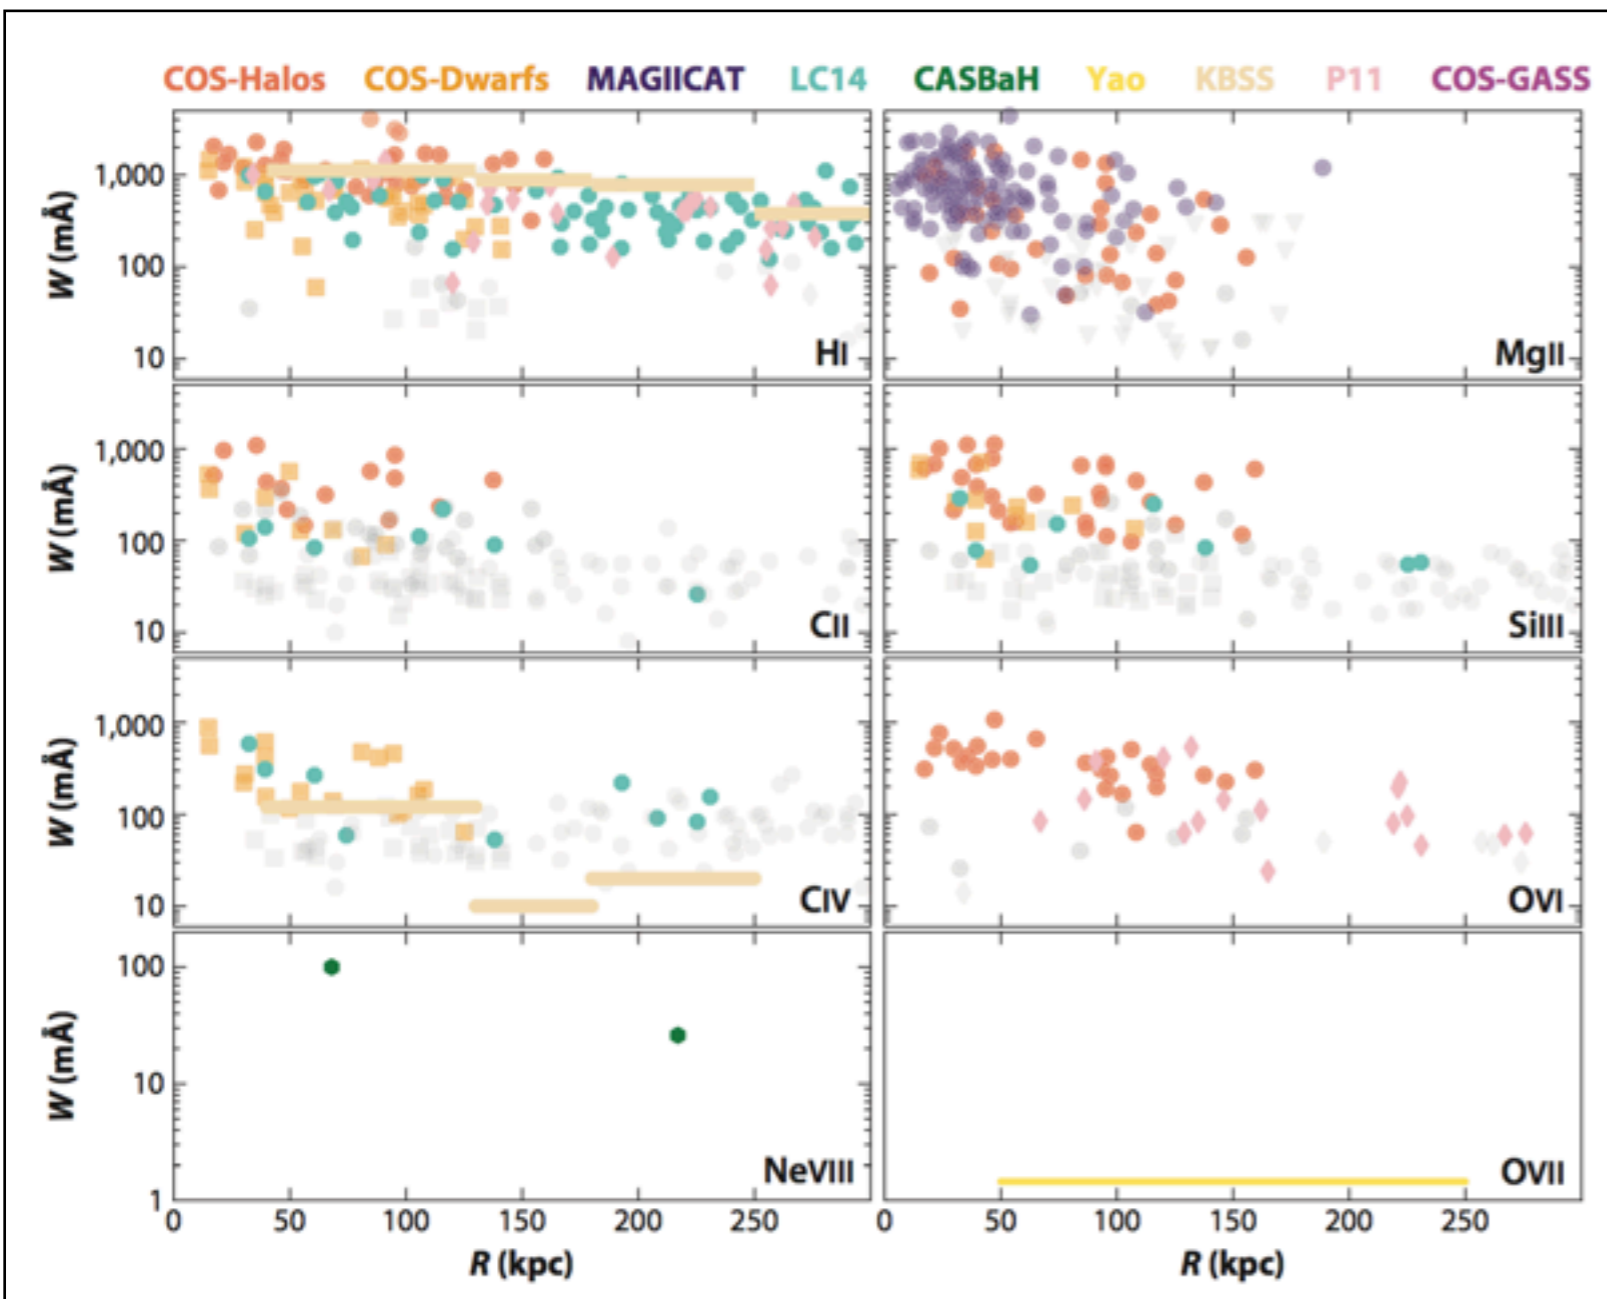 COS-Halos COS-Dwarfs MAGIICAT LC14 CASBaH Yao KBSS P11 COS-GASS
W (mÅ) 1,000 100 10 HI MgII
W (mÅ) 1,000 100 10 CII SiIII
W (mÅ) 1,000 100 10 CIV OVI
W (mÅ) 100 10 1 NeVIII OVII
0 50 100 150 200 250 0 50 100 150 200 250
R (kpc) R (kpc)